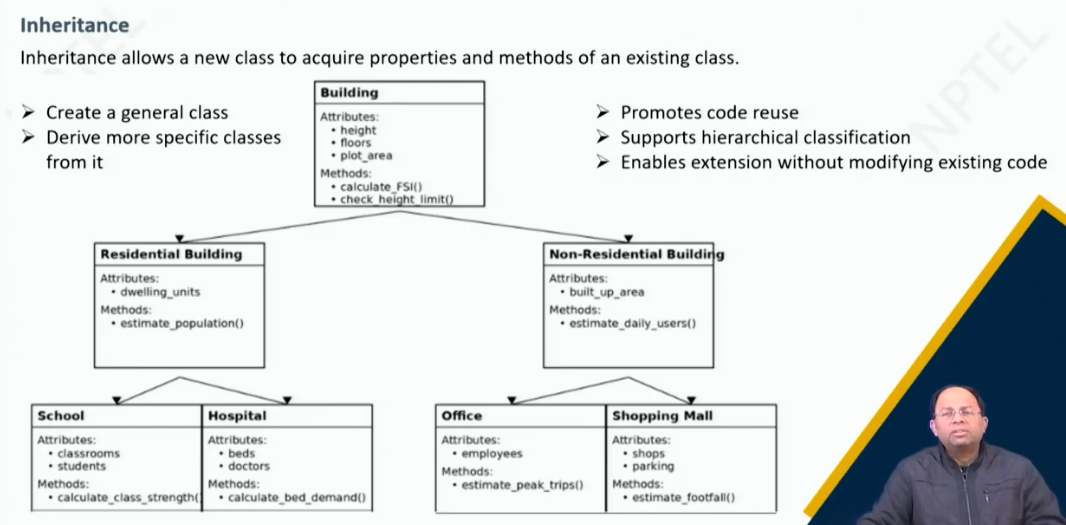 Inheritance
Inheritance allows a new class to acquire properties and methods of an existing class.
➢ Create a general class
➢ Derive more specific classes
from it
Building
Attributes:
• height
• floors
• plot_area
Methods:
• calculate_FSI()
• check_height_limit()
➢ Promotes code reuse
➢ Supports hierarchical classification
➢ Enables extension without modifying existing code
NPTEL
Residential Building
Attributes:
• dwelling_units
Methods:
• estimate_population()
Non-Residential Building
Attributes:
• built_up_area
Methods:
• estimate_daily_users()
School
Attributes:
• classrooms
• students
Methods:
• calculate_class_strength(
Hospital
Attributes:
• beds
• doctors
Methods:
• calculate_bed_demand()
Office
Attributes:
• employees
Methods:
• estimate_peak_trips()
Shopping Mall
Attributes:
• shops
• parking
Methods:
• estimate_footfall()